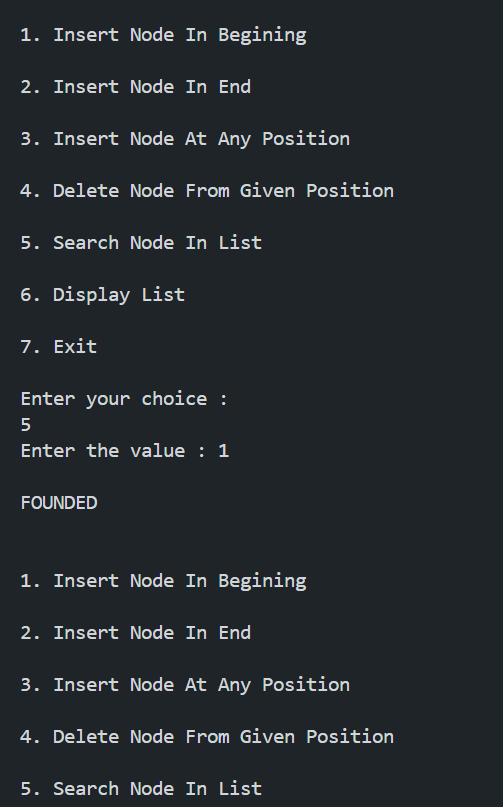 1. Insert Node In Begining
2. Insert Node In End
3. Insert Node At Any Position
4. Delete Node From Given Position
5. Search Node In List
6. Display List
7. Exit
Enter your choice :
5
Enter the value : 1
FOUNDED
1. Insert Node In Begining
2. Insert Node In End
3. Insert Node At Any Position
4. Delete Node From Given Position
5. Search Node In List